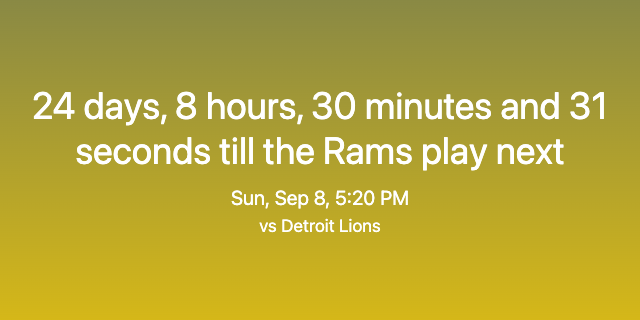 24 days, 8 hours, 30 minutes and 31
seconds till the Rams play next
Sun, Sep 8, 5:20 PM
vs Detroit Lions